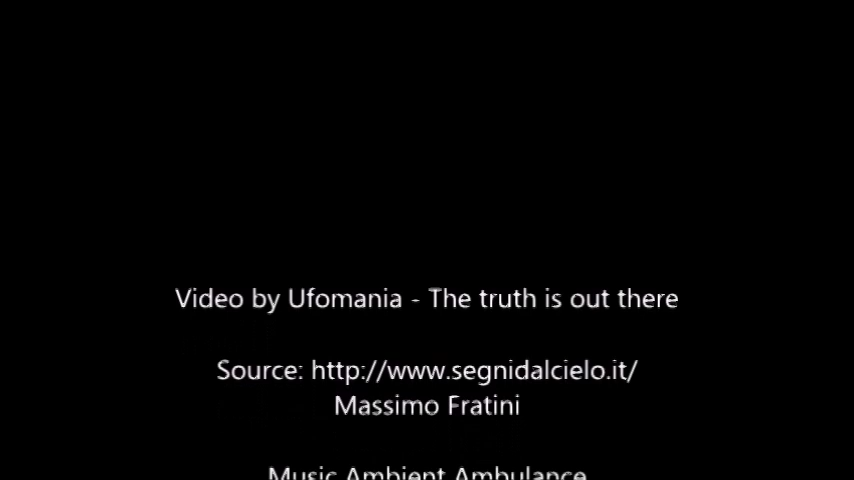 Video by Ufomania - The truth is out there
Source: http://www.segnidalcielo.it/
Massimo Fratini
Music Ambient Ambulance